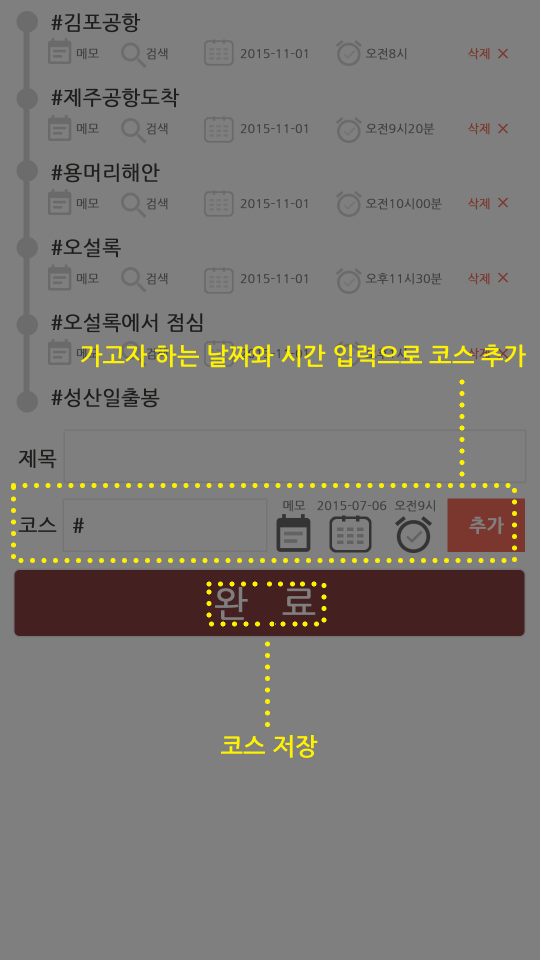 #김포공항
메모 검색 2015-11-01 오전8시 삭제 ×
#제주공항도착
메모 검색 2015-11-01 오전9시20분 삭제 ×
#용머리해안
메모 검색 2015-11-01 오전10시00분 삭제 ×
#오설록
메모 검색 2015-11-01 오후11시30분 삭제 ×
#오설록에서 점심
가고자 하는 날짜와 시간 입력으로 코스 추가
#성산일출봉
제목
메모 2015-07-06 오전9시
코스 # 추가
완 료
코스 저장